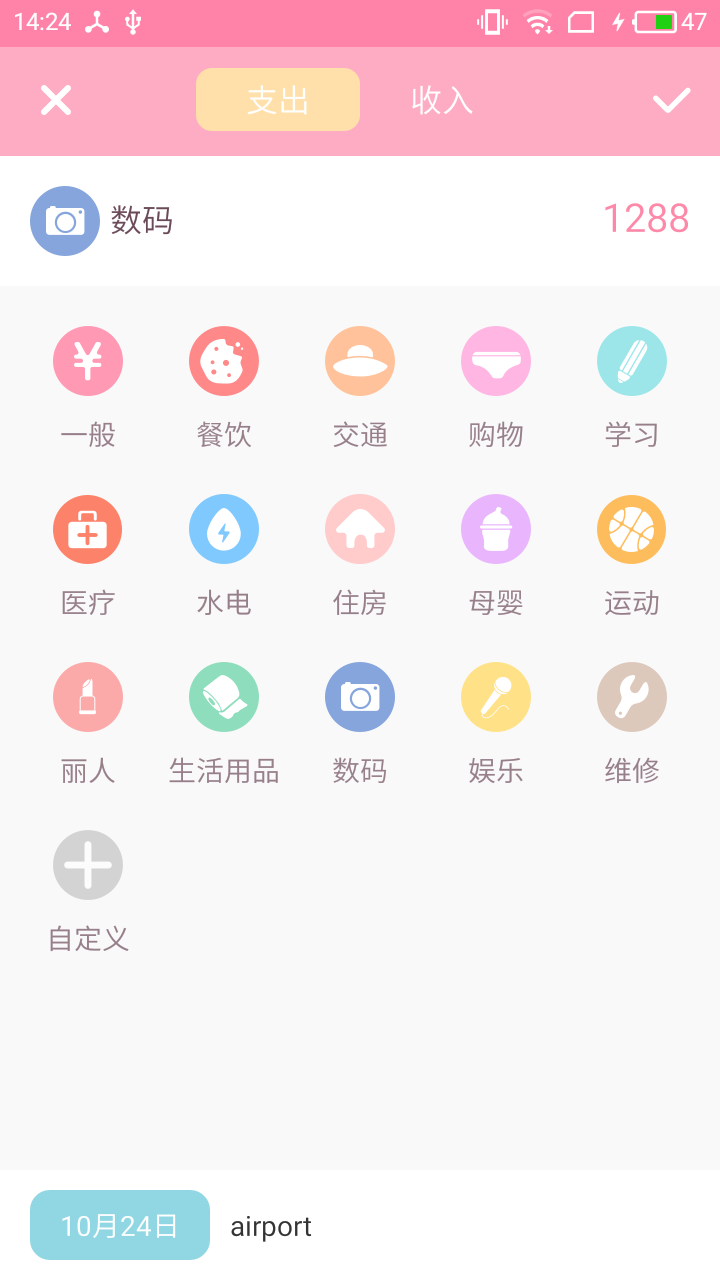 14:24 47
支出 收入
数码 1288
一般 餐饮 交通 购物 学习
医疗 水电 住房 母婴 运动
丽人 生活用品 数码 娱乐 维修
自定义
10月24日 airport